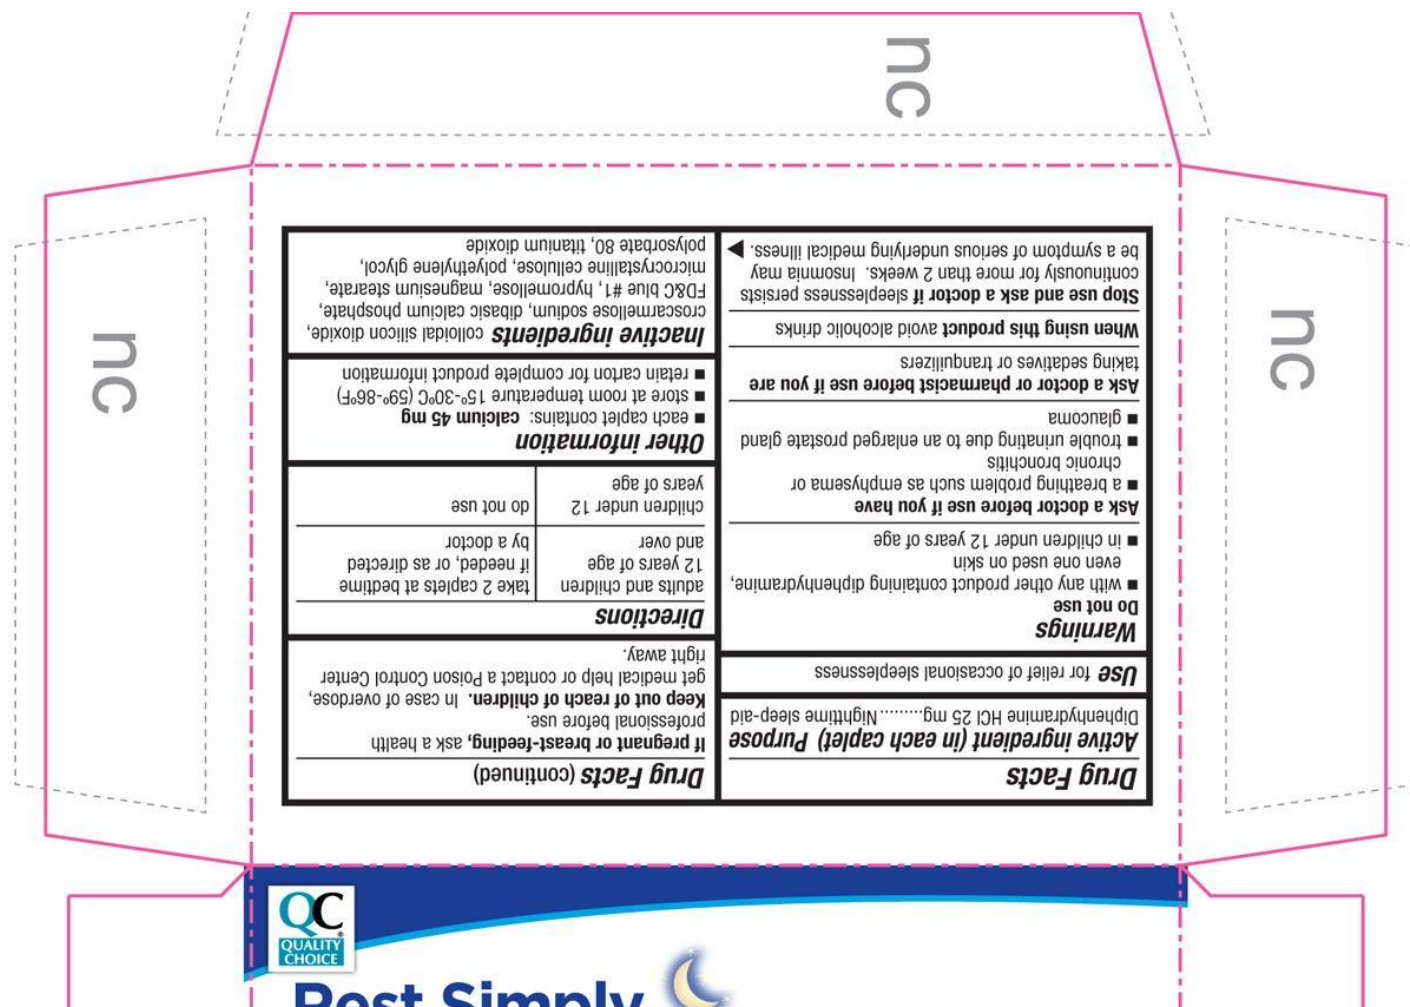 nc
nc
nc
Drug Facts
Active ingredient (in each caplet) Purpose
Diphenhydramine HCl 25 mg.........Nighttime sleep-aid
Use for relief of occasional sleeplessness
Warnings
Do not use
■ with any other product containing diphenhydramine,
even one used on skin
■ in children under 12 years of age
Ask a doctor before use if you have
■ a breathing problem such as emphysema or
chronic bronchitis
■ trouble urinating due to an enlarged prostate gland
■ glaucoma
Ask a doctor or pharmacist before use if you are
taking sedatives or tranquilizers
When using this product avoid alcoholic drinks
Stop use and ask a doctor if sleeplessness persists
continuously for more than 2 weeks. Insomnia may
be a symptom of serious underlying medical illness.
Drug Facts (continued)
If pregnant or breast-feeding, ask a health
professional before use.
Keep out of reach of children. In case of overdose,
get medical help or contact a Poison Control Center
right away.
Directions
adults and children
12 years of age
and over
take 2 caplets at bedtime
if needed, or as directed
by a doctor
children under 12
years of age
do not use
Other information
■ each caplet contains: calcium 45 mg
■ store at room temperature 15º-30ºC (59º-86ºF)
■ retain carton for complete product information
Inactive ingredients colloidal silicon dioxide,
croscarmellose sodium, dibasic calcium phosphate,
FD&C blue #1, hypromellose, magnesium stearate,
microcrystalline cellulose, polyethylene glycol,
polysorbate 80, titanium dioxide
QC®
QUALITY
CHOICE
Rest Simply